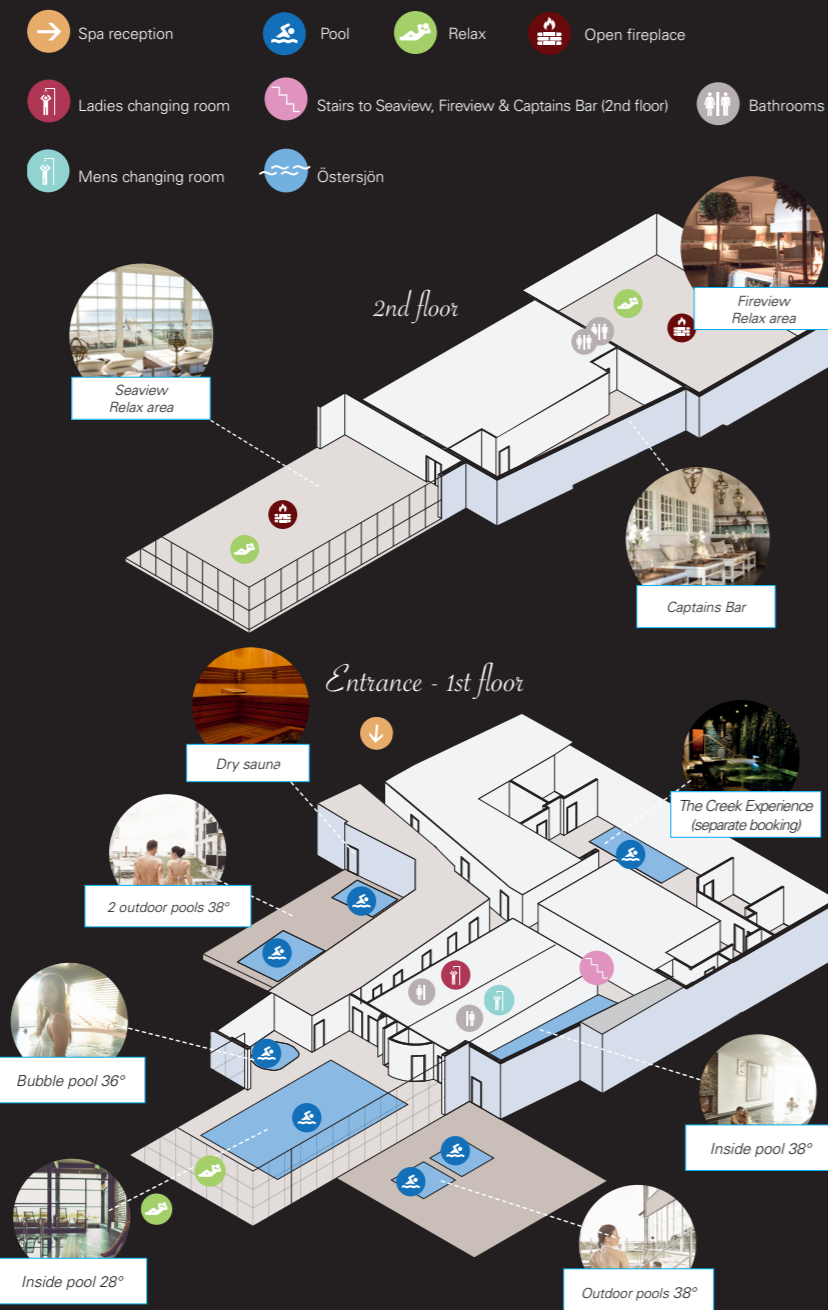 Spa reception
Pool
Relax
Open fireplace
Ladies changing room
Stairs to Seaview, Fireview & Captains Bar (2nd floor)
Bathrooms
Mens changing room
Östersjön
2nd floor
Fireview
Relax area
Seaview
Relax area
Captains Bar
Entrance - 1st floor
Dry sauna
The Creek Experience
(separate booking)
2 outdoor pools 38°
Bubble pool 36°
Inside pool 38°
Inside pool 28°
Outdoor pools 38°